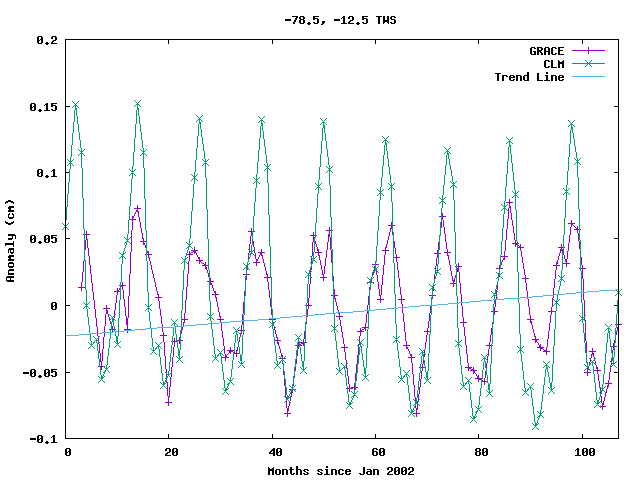 -78.5, -12.5 TWS
GRACE
CLM
Trend Line
0.2
0.15
0.1
0.05
0
-0.05
-0.1
Anomaly (cm)
0 20 40 60 80 100
Months since Jan 2002